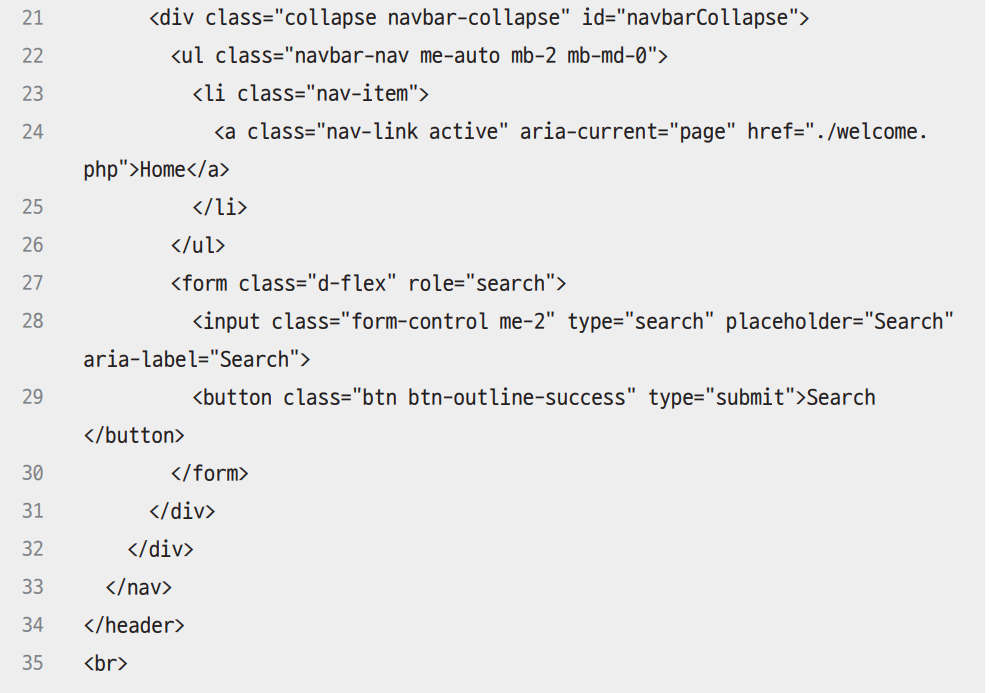 21 <div class="collapse navbar-collapse" id="navbarCollapse">
22 <ul class="navbar-nav me-auto mb-2 mb-md-0">
23 <li class="nav-item">
24 <a class="nav-link active" aria-current="page" href="./welcome.
php">Home</a>
25 </li>
26 </ul>
27 <form class="d-flex" role="search">
28 <input class="form-control me-2" type="search" placeholder="Search"
aria-label="Search">
29 <button class="btn btn-outline-success" type="submit">Search
</button>
30 </form>
31 </div>
32 </div>
33 </nav>
34 </header>
35 <br>